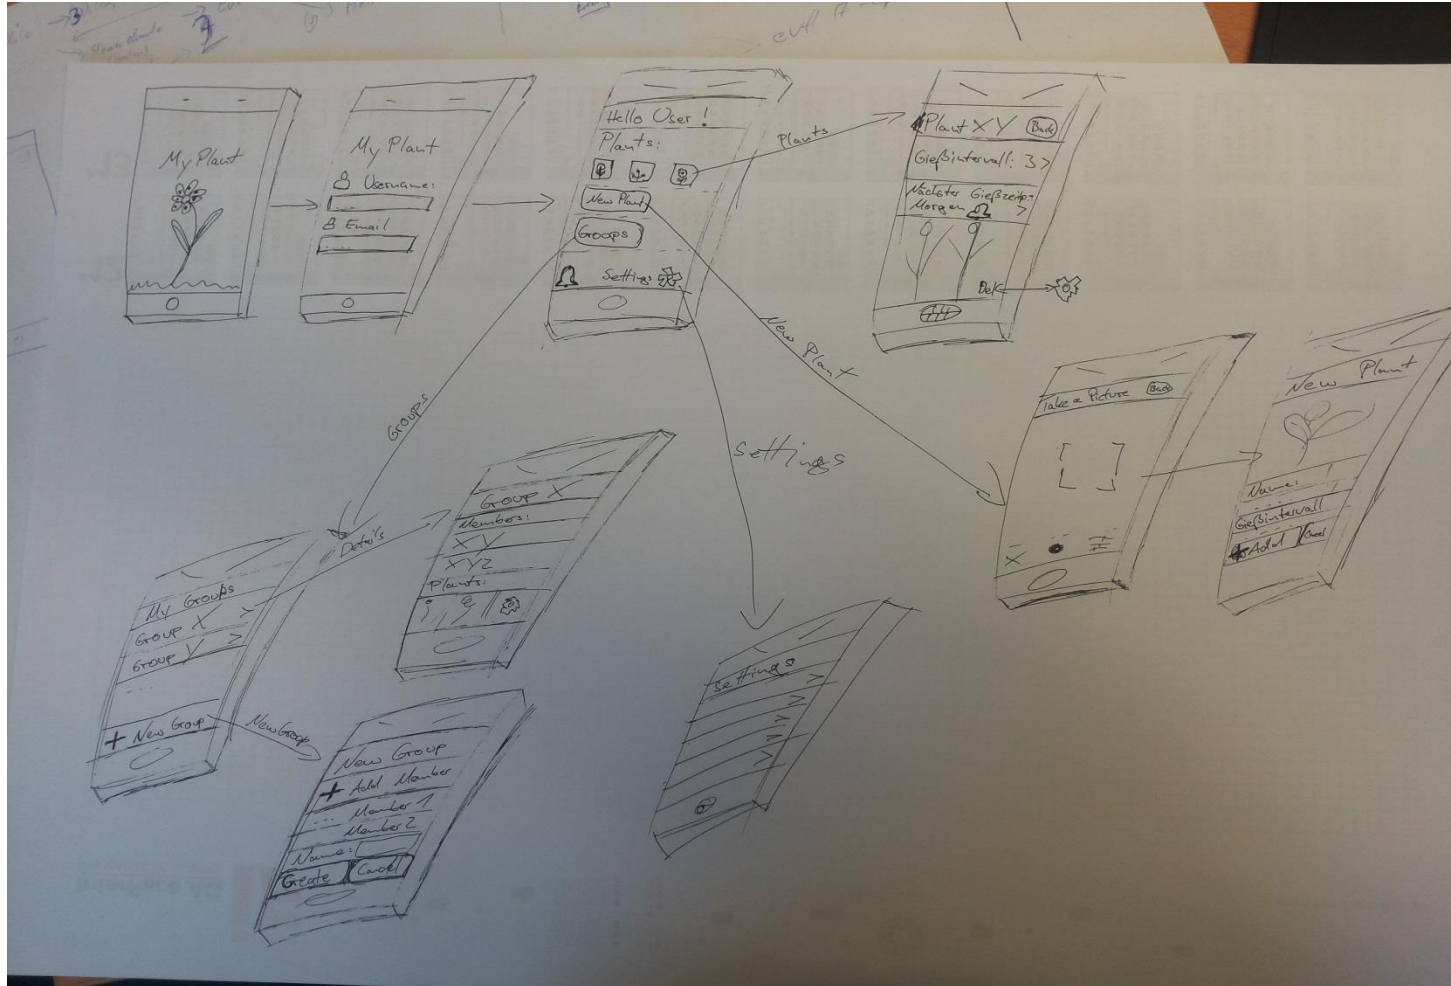 My Plant
My Plant
Username:
...
Email
....
Hello User!
Plants:
New Plant
Groops
Settings
Plants
Plant XY Back
Gießintervall: 3>
Nächster Gießzeitp.:
Morgen >
New Plant
Groups
Settings
Take a Picture Back
X
New Plant
Name:
...
Gießintervall
...
Add Cancel
My Groups
Group X >
Group Y >
...
+ New Group
Details
Group X
Members:
XY
XYZ
Plants:
New Group
New Group
+ Add Member
... Member 1
Member 2
Name:
Create Cancel
Settings
>
>
>
>
>
evtl